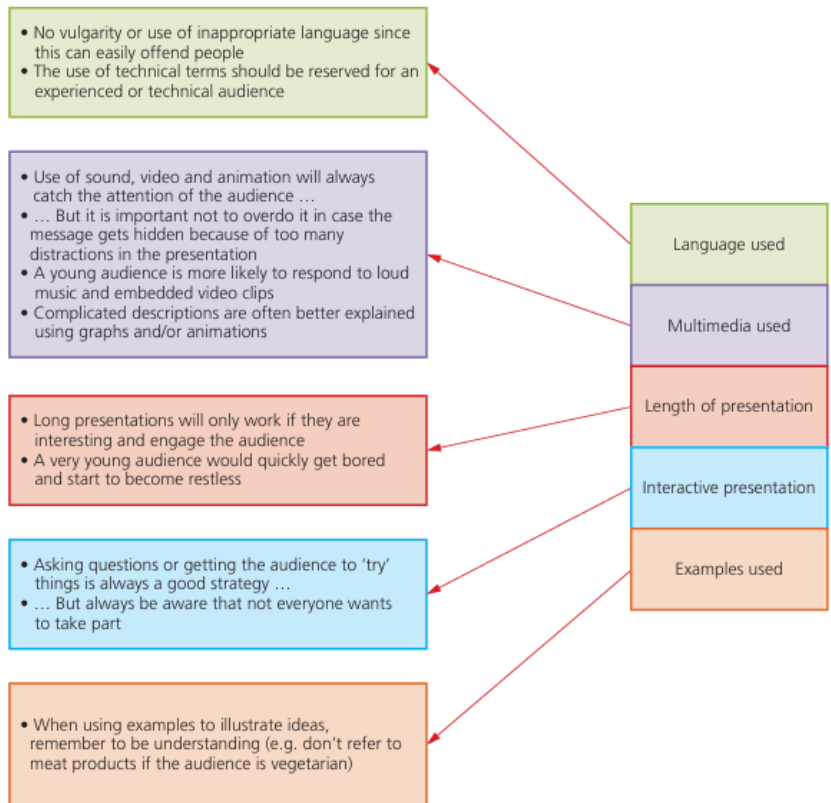 • No vulgarity or use of inappropriate language since
this can easily offend people
• The use of technical terms should be reserved for an
experienced or technical audience
• Use of sound, video and animation will always
catch the attention of the audience …
• … But it is important not to overdo it in case the
message gets hidden because of too many
distractions in the presentation
• A young audience is more likely to respond to loud
music and embedded video clips
• Complicated descriptions are often better explained
using graphs and/or animations
• Long presentations will only work if they are
interesting and engage the audience
• A very young audience would quickly get bored
and start to become restless
• Asking questions or getting the audience to ‘try’
things is always a good strategy …
• … But always be aware that not everyone wants
to take part
• When using examples to illustrate ideas,
remember to be understanding (e.g. don’t refer to
meat products if the audience is vegetarian)
Language used
Multimedia used
Length of presentation
Interactive presentation
Examples used